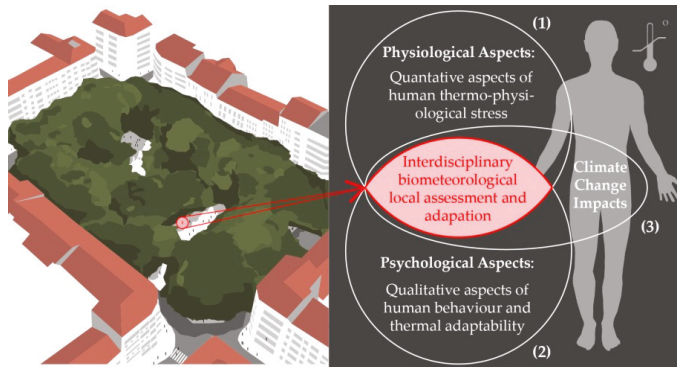 (1)
Physiological Aspects:
Quantative aspects of
human thermo-physi-
ological stress
Interdisciplinary
biometeorological
local assessment and
adapation
Climate
Change
Impacts
(3)
Psychological Aspects:
Qualitative aspects of
human behaviour and
thermal adaptability
(2)